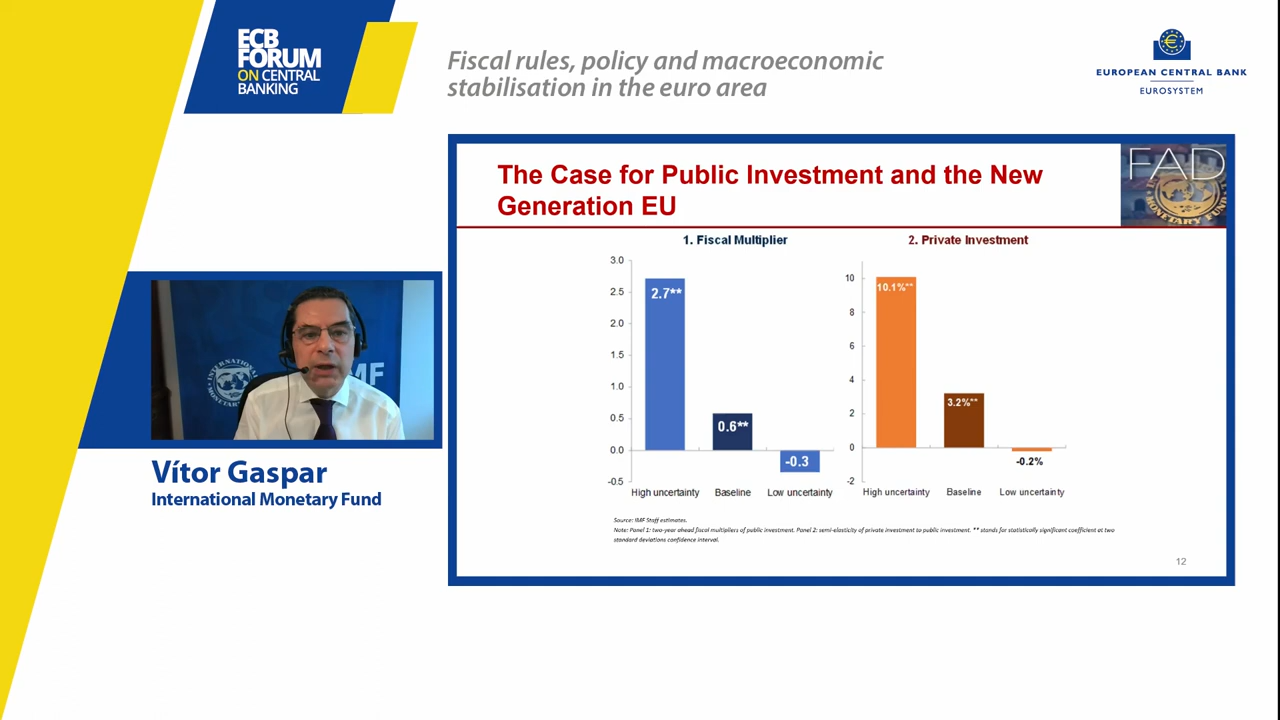 ECB
FORUM
ON CENTRAL
BANKING
Fiscal rules, policy and macroeconomic
stabilisation in the euro area
EUROPEAN CENTRAL BANK
EUROSYSTEM
The Case for Public Investment and the New
Generation EU
FAD
MONETARY FUND
1. Fiscal Multiplier
3.0
2.5
2.0
1.5
1.0
0.5
0.0
-0.5
2.7**
0.6**
-0.3
High uncertainty Baseline Low uncertainty
2. Private Investment
10
8
6
4
2
0
-2
10.1%**
3.2%**
-0.2%
High uncertainty Baseline Low uncertainty
Source: IMF Staff estimates.
Note: Panel 1: two-year ahead fiscal multipliers of public investment. Panel 2: semi-elasticity of private investment to public investment. ** stands for statistically significant coefficient at two
standard deviations confidence interval.
12
INTERNATIONAL
MONETARY
MF
Vítor Gaspar
International Monetary Fund